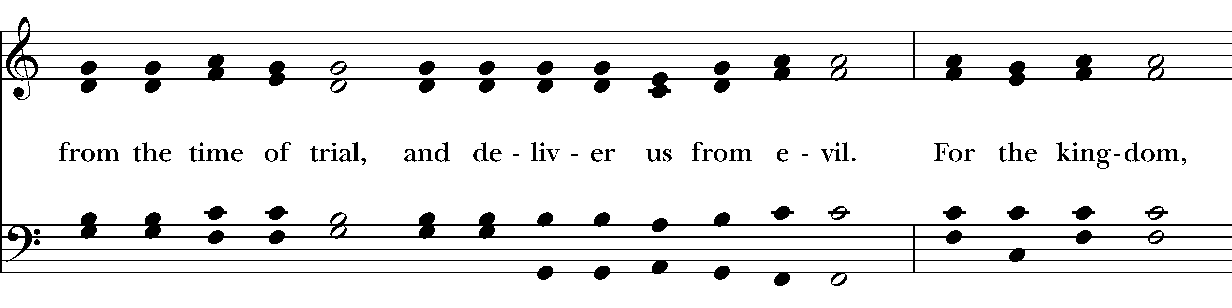 from the time of trial, and de - liv - er us from e - vil. For the king-dom,